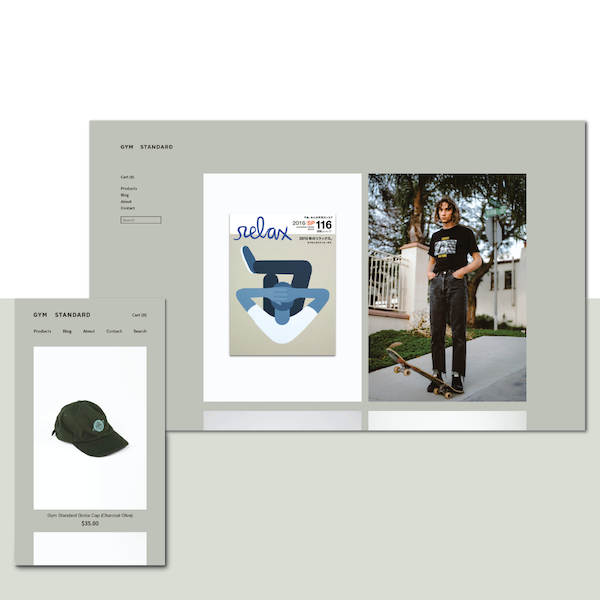 GYM STANDARD
Cart (0)
Products
Blog
About
Contact
Search
relax
2016 SP
116
GYM STANDARD
Cart (0)
Products Blog About Contact Search
Gym Standard Globe Cap (Charcoal Olive)
$35.00